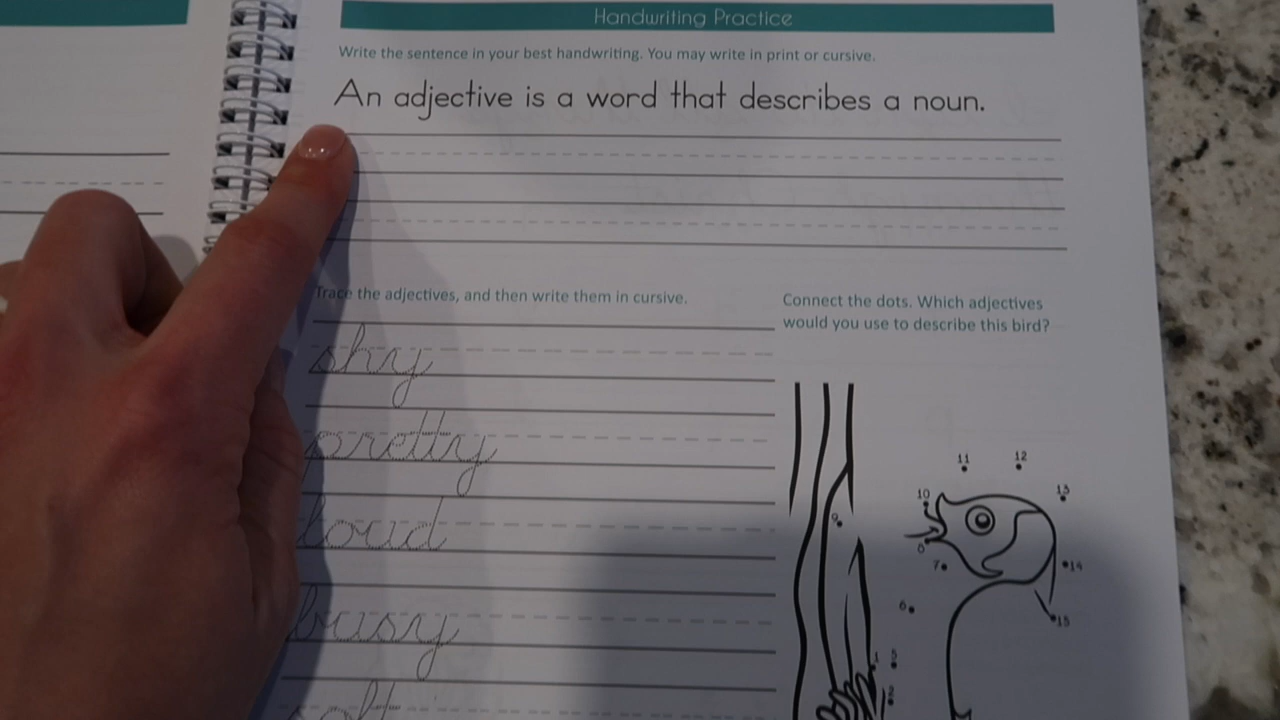 Handwriting Practice
Write the sentence in your best handwriting. You may write in print or cursive.
An adjective is a word that describes a noun.
Trace the adjectives, and then write them in cursive.
shy
pretty
loud
busy
Connect the dots. Which adjectives
would you use to describe this bird?
11 12
10 13
9
7 14
6 15